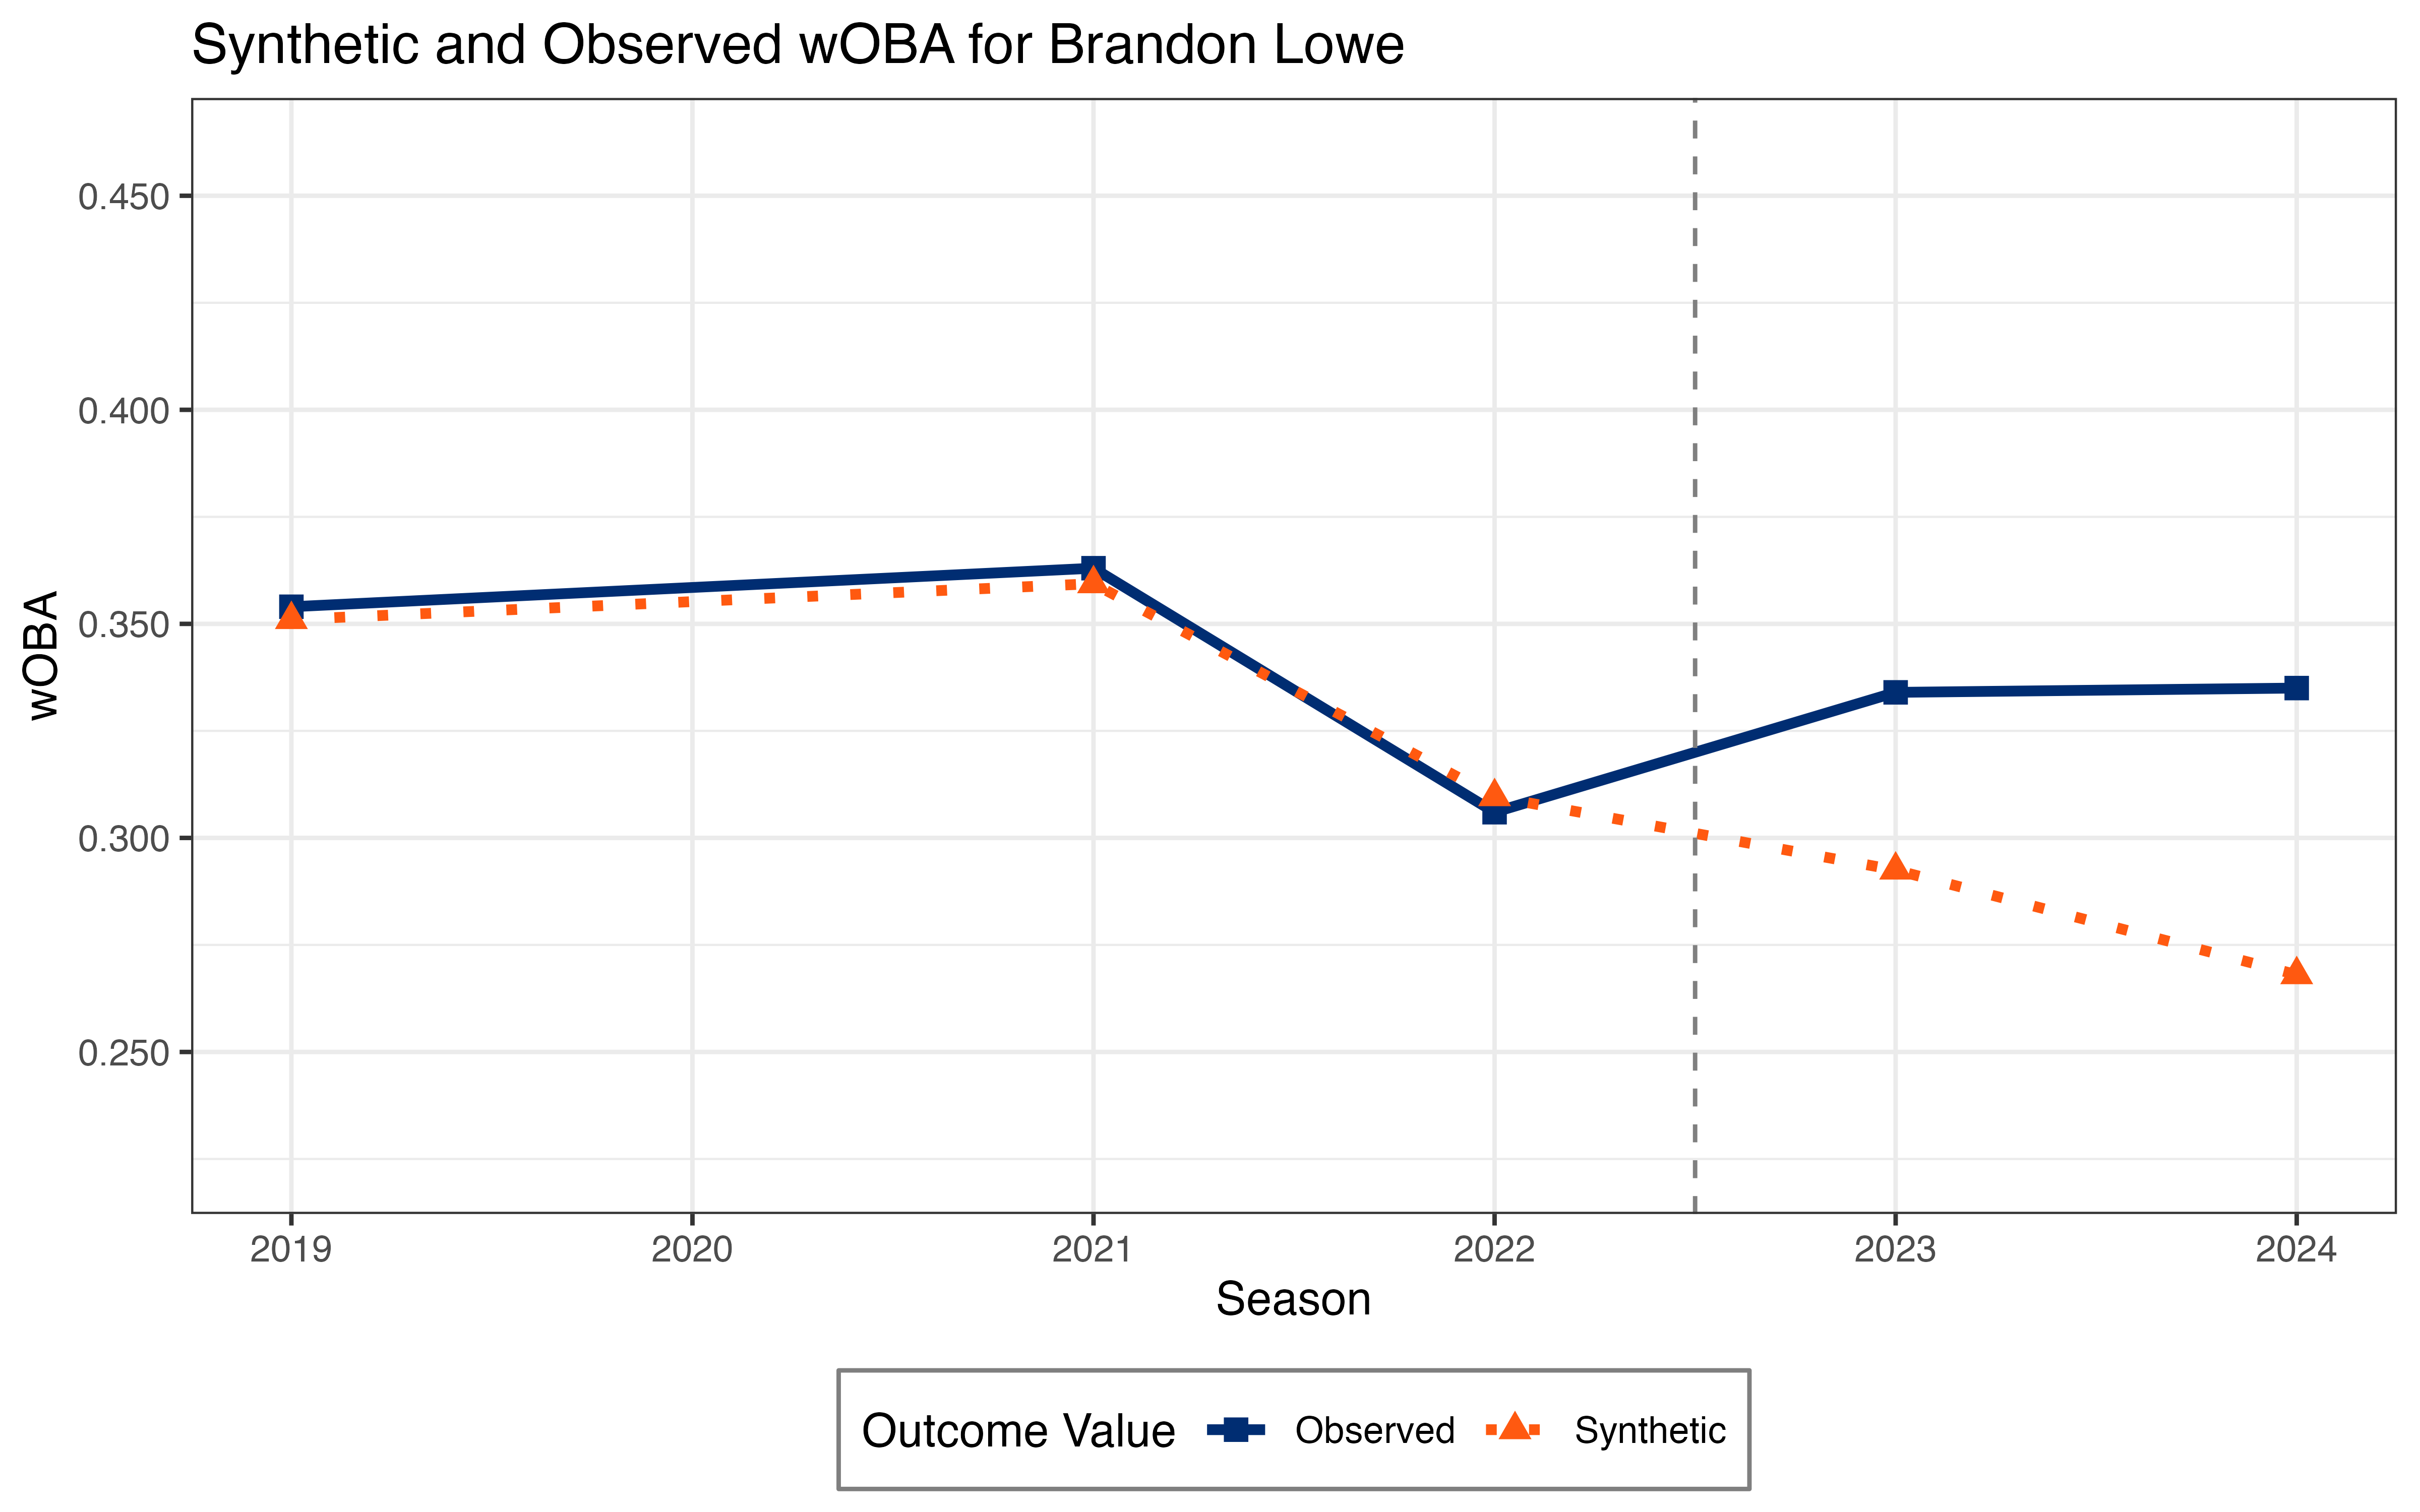 Synthetic and Observed wOBA for Brandon Lowe
wOBA
0.450
0.400
0.350
0.300
0.250
2019 2020 2021 2022 2023 2024
Season
Outcome Value Observed Synthetic